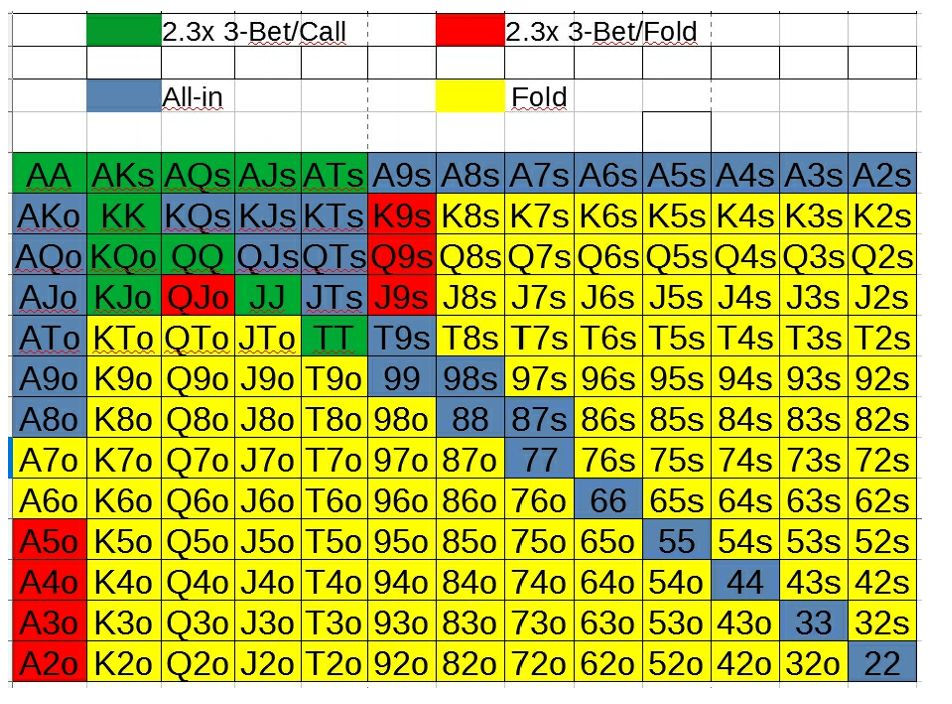 2.3x 3-Bet/Call 2.3x 3-Bet/Fold
All-in Fold
AA AKs AQs AJs ATs A9s A8s A7s A6s A5s A4s A3s A2s
AKo KK KQs KJs KTs K9s K8s K7s K6s K5s K4s K3s K2s
AQo KQo QQ QJs QTs Q9s Q8s Q7s Q6s Q5s Q4s Q3s Q2s
AJo KJo QJo JJ JTs J9s J8s J7s J6s J5s J4s J3s J2s
ATo KTo QTo JTo TT T9s T8s T7s T6s T5s T4s T3s T2s
A9o K9o Q9o J9o T9o 99 98s 97s 96s 95s 94s 93s 92s
A8o K8o Q8o J8o T8o 98o 88 87s 86s 85s 84s 83s 82s
A7o K7o Q7o J7o T7o 97o 87o 77 76s 75s 74s 73s 72s
A6o K6o Q6o J6o T6o 96o 86o 76o 66 65s 64s 63s 62s
A5o K5o Q5o J5o T5o 95o 85o 75o 65o 55 54s 53s 52s
A4o K4o Q4o J4o T4o 94o 84o 74o 64o 54o 44 43s 42s
A3o K3o Q3o J3o T3o 93o 83o 73o 63o 53o 43o 33 32s
A2o K2o Q2o J2o T2o 92o 82o 72o 62o 52o 42o 32o 22